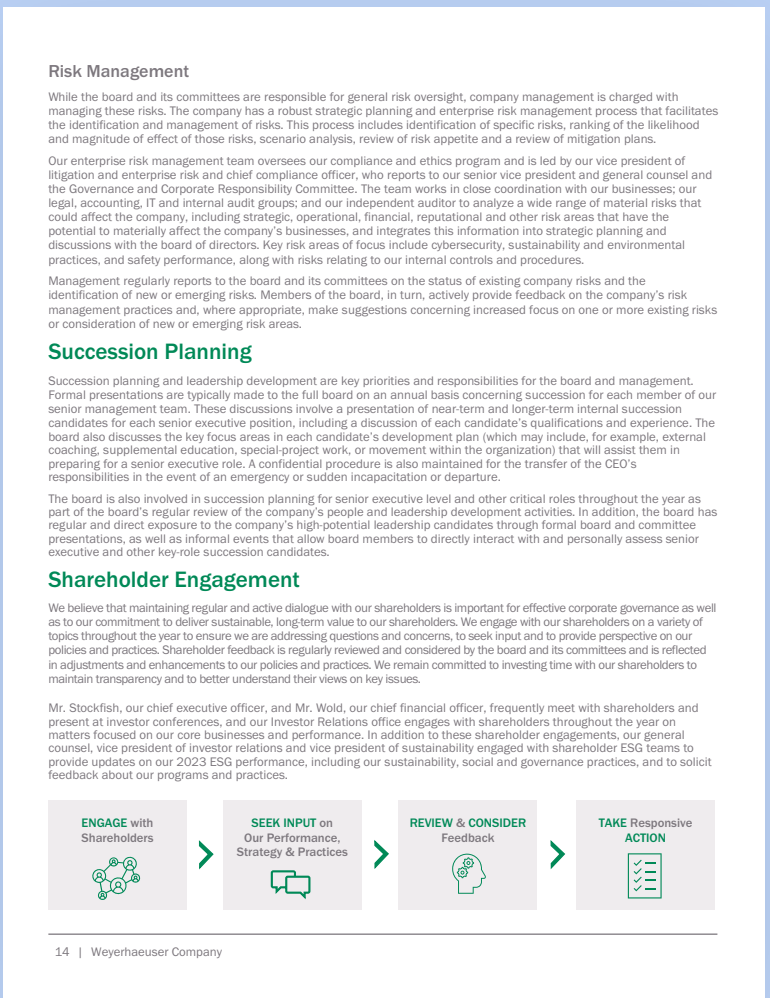 Risk Management
While the board and its committees are responsible for general risk oversight, company management is charged with
managing these risks. The company has a robust strategic planning and enterprise risk management process that facilitates
the identification and management of risks. This process includes identification of specific risks, ranking of the likelihood
and magnitude of effect of those risks, scenario analysis, review of risk appetite and a review of mitigation plans.
Our enterprise risk management team oversees our compliance and ethics program and is led by our vice president of
litigation and enterprise risk and chief compliance officer, who reports to our senior vice president and general counsel and
the Governance and Corporate Responsibility Committee. The team works in close coordination with our businesses; our
legal, accounting, IT and internal audit groups; and our independent auditor to analyze a wide range of material risks that
could affect the company, including strategic, operational, financial, reputational and other risk areas that have the
potential to materially affect the company's businesses, and integrates this information into strategic planning and
discussions with the board of directors. Key risk areas of focus include cybersecurity, sustainability and environmental
practices, and safety performance, along with risks relating to our internal controls and procedures.
Management regularly reports to the board and its committees on the status of existing company risks and the
identification of new or emerging risks. Members of the board, in turn, actively provide feedback on the company's risk
management practices and, where appropriate, make suggestions concerning increased focus on one or more existing risks
or consideration of new or emerging risk areas.
Succession Planning
Succession planning and leadership development are key priorities and responsibilities for the board and management.
Formal presentations are typically made to the full board on an annual basis concerning succession for each member of our
senior management team. These discussions involve a presentation of near-term and longer-term internal succession
candidates for each senior executive position, including a discussion of each candidate's qualifications and experience. The
board also discusses the key focus areas in each candidate's development plan (which may include, for example, external
coaching, supplemental education, special-project work, or movement within the organization) that will assist them in
preparing for a senior executive role. A confidential procedure is also maintained for the transfer of the CEO's
responsibilities in the event of an emergency or sudden incapacitation or departure.
The board is also involved in succession planning for senior executive level and other critical roles throughout the year as
part of the board's regular review of the company's people and leadership development activities. In addition, the board has
regular and direct exposure to the company's high-potential leadership candidates through formal board and committee
presentations, as well as informal events that allow board members to directly interact with and personally assess senior
executive and other key-role succession candidates.
Shareholder Engagement
We believe that maintaining regular and active dialogue with our shareholders is important for effective corporate governance as well
as to our commitment to deliver sustainable, long-term value to our shareholders. We engage with our shareholders on a variety of
topics throughout the year to ensure we are addressing questions and concerns, to seek input and to provide perspective on our
policies and practices. Shareholder feedback is regularly reviewed and considered by the board and its committees and is reflected
in adjustments and enhancements to our policies and practices. We remain committed to investing time with our shareholders to
maintain transparency and to better understand their views on key issues.
Mr. Stockfish, our chief executive officer, and Mr. Wold, our chief financial officer, frequently meet with shareholders and
present at investor conferences, and our Investor Relations office engages with shareholders throughout the year on
matters focused on our core businesses and performance. In addition to these shareholder engagements, our general
counsel, vice president of investor relations and vice president of sustainability engaged with shareholder ESG teams to
provide updates on our 2023 ESG performance, including our sustainability, social and governance practices, and to solicit
feedback about our programs and practices.
ENGAGE with
Shareholders
SEEK INPUT on
Our Performance,
Strategy & Practices
REVIEW & CONSIDER
Feedback
TAKE Responsive
ACTION
14 | Weyerhaeuser Company